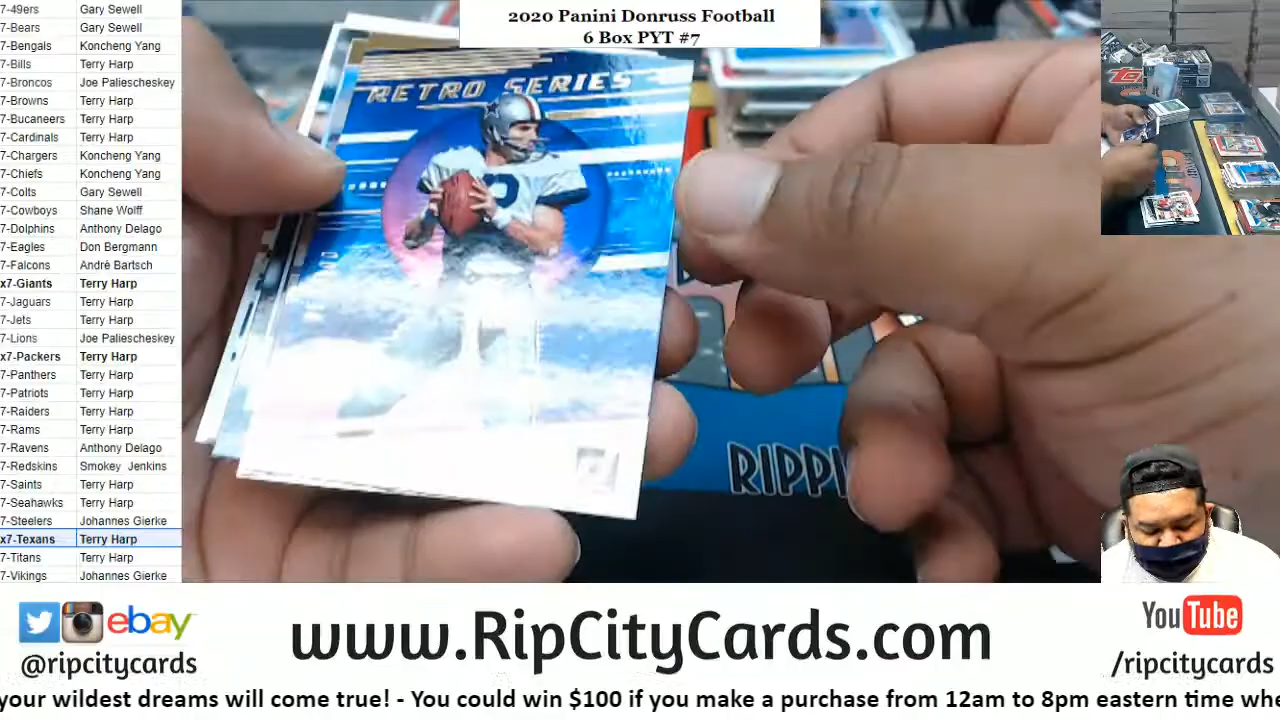 2020 Panini Donruss Football
6 Box PYT #7
7-49ers Gary Sewell
7-Bears Gary Sewell
7-Bengals Koncheng Yang
7-Bills Terry Harp
7-Broncos Joe Paliescheskey
7-Browns Terry Harp
7-Bucaneers Terry Harp
7-Cardinals Terry Harp
7-Chargers Koncheng Yang
7-Chiefs Koncheng Yang
7-Colts Gary Sewell
7-Cowboys Shane Wolff
7-Dolphins Anthony Delago
7-Eagles Don Bergmann
7-Falcons Andrè Bartsch
x7-Giants Terry Harp
7-Jaguars Terry Harp
7-Jets Terry Harp
7-Lions Joe Paliescheskey
x7-Packers Terry Harp
7-Panthers Terry Harp
7-Patriots Terry Harp
7-Raiders Terry Harp
7-Rams Terry Harp
7-Ravens Anthony Delago
7-Redskins Smokey Jenkins
7-Saints Terry Harp
7-Seahawks Terry Harp
7-Steelers Johannes Gierke
x7-Texans Terry Harp
7-Titans Terry Harp
7-Vikings Johannes Gierke
RETRO SERIES
RIPPI
ebay
@ripcitycards
www.RipCityCards.com
YouTube
/ripcitycards
your wildest dreams will come true! - You could win $100 if you make a purchase from 12am to 8pm eastern time whe